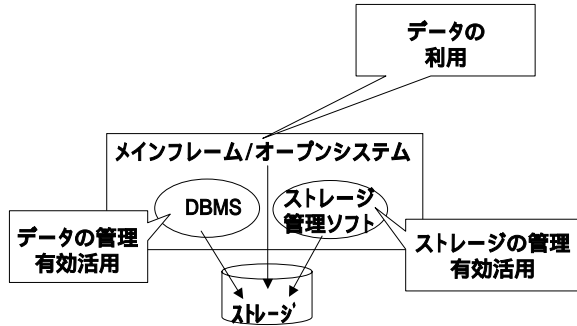 データの
利用
メインフレーム/オープンシステム
DBMS
ストレージ
管理ソフト
データの管理
有効活用
ストレージの管理
有効活用
ストレージ